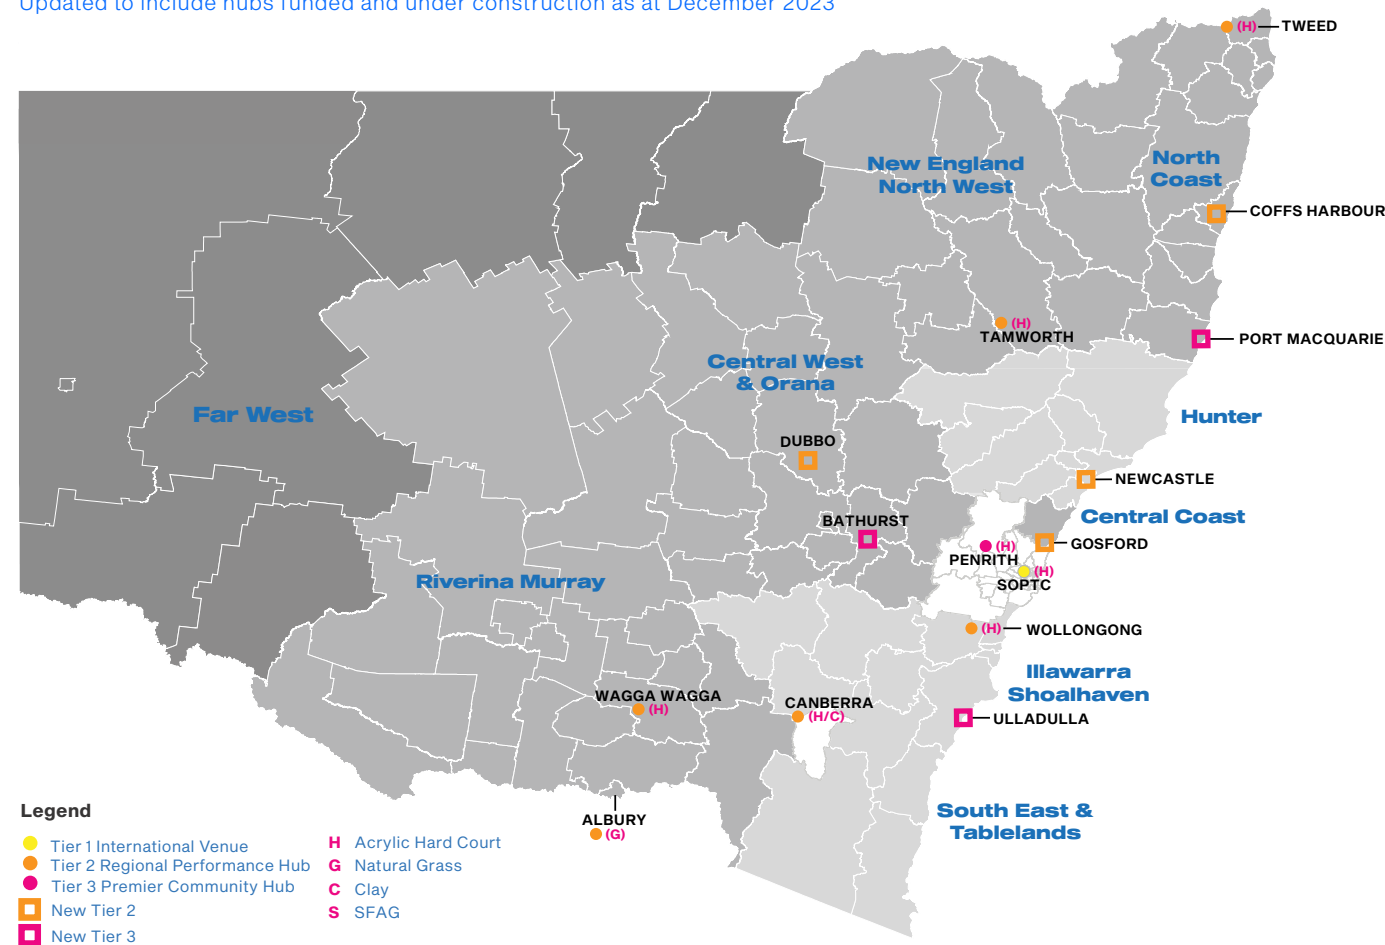 Updated to include hubs funded and under construction as at December 2023
(H) TWEED
New England
North West
North
Coast
COFFS HARBOUR
(H)
TAMWORTH
PORT MACQUARIE
Central West
& Orana
Far West
Hunter
DUBBO
NEWCASTLE
BATHURST
Central Coast
(H)
PENRITH
GOSFORD
(H)
SOPTC
Riverina Murray
(H) WOLLONGONG
Illawarra
Shoalhaven
WAGGA WAGGA
(H)
CANBERRA
(H/C)
ULLADULLA
South East &
Tablelands
ALBURY
(G)
Legend
Tier 1 International Venue
Tier 2 Regional Performance Hub
Tier 3 Premier Community Hub
New Tier 2
New Tier 3
H Acrylic Hard Court
G Natural Grass
C Clay
S SFAG